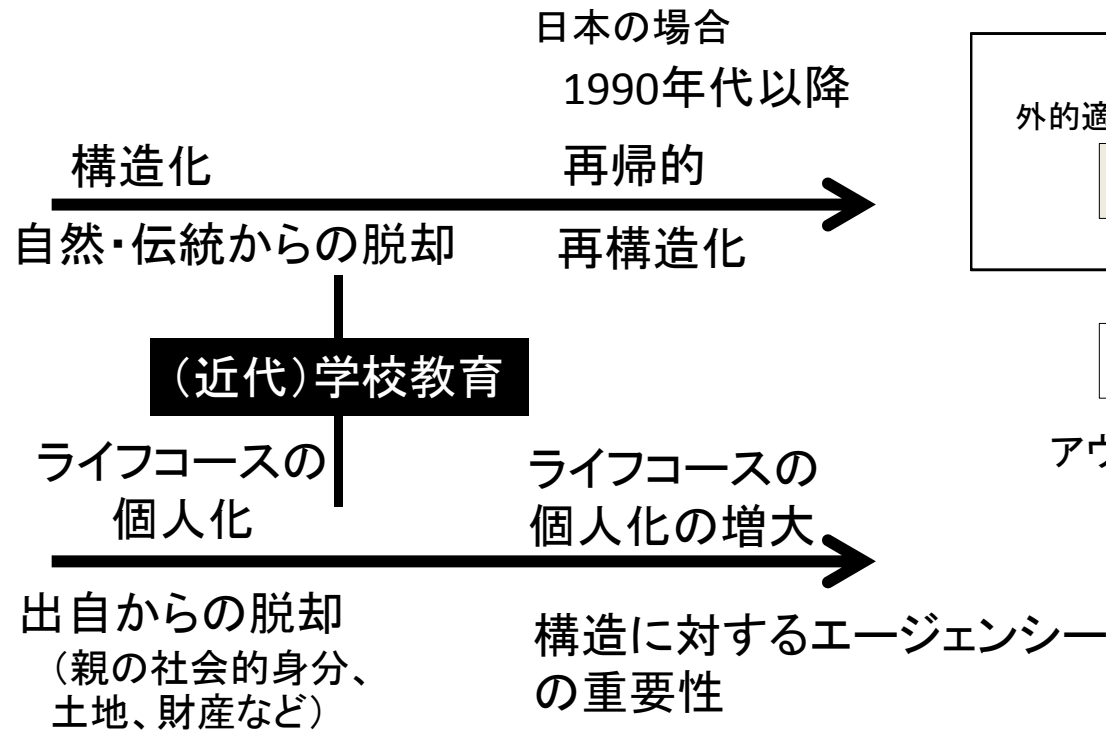 日本の場合
1990年代以降
構造化
再帰的
自然・伝統からの脱却
再構造化
（近代）学校教育
ライフコースの
個人化
ライフコースの
個人化の増大
出自からの脱却
（親の社会的身分、
土地、財産など）
構造に対するエージェンシー
の重要性
外的適
アウ